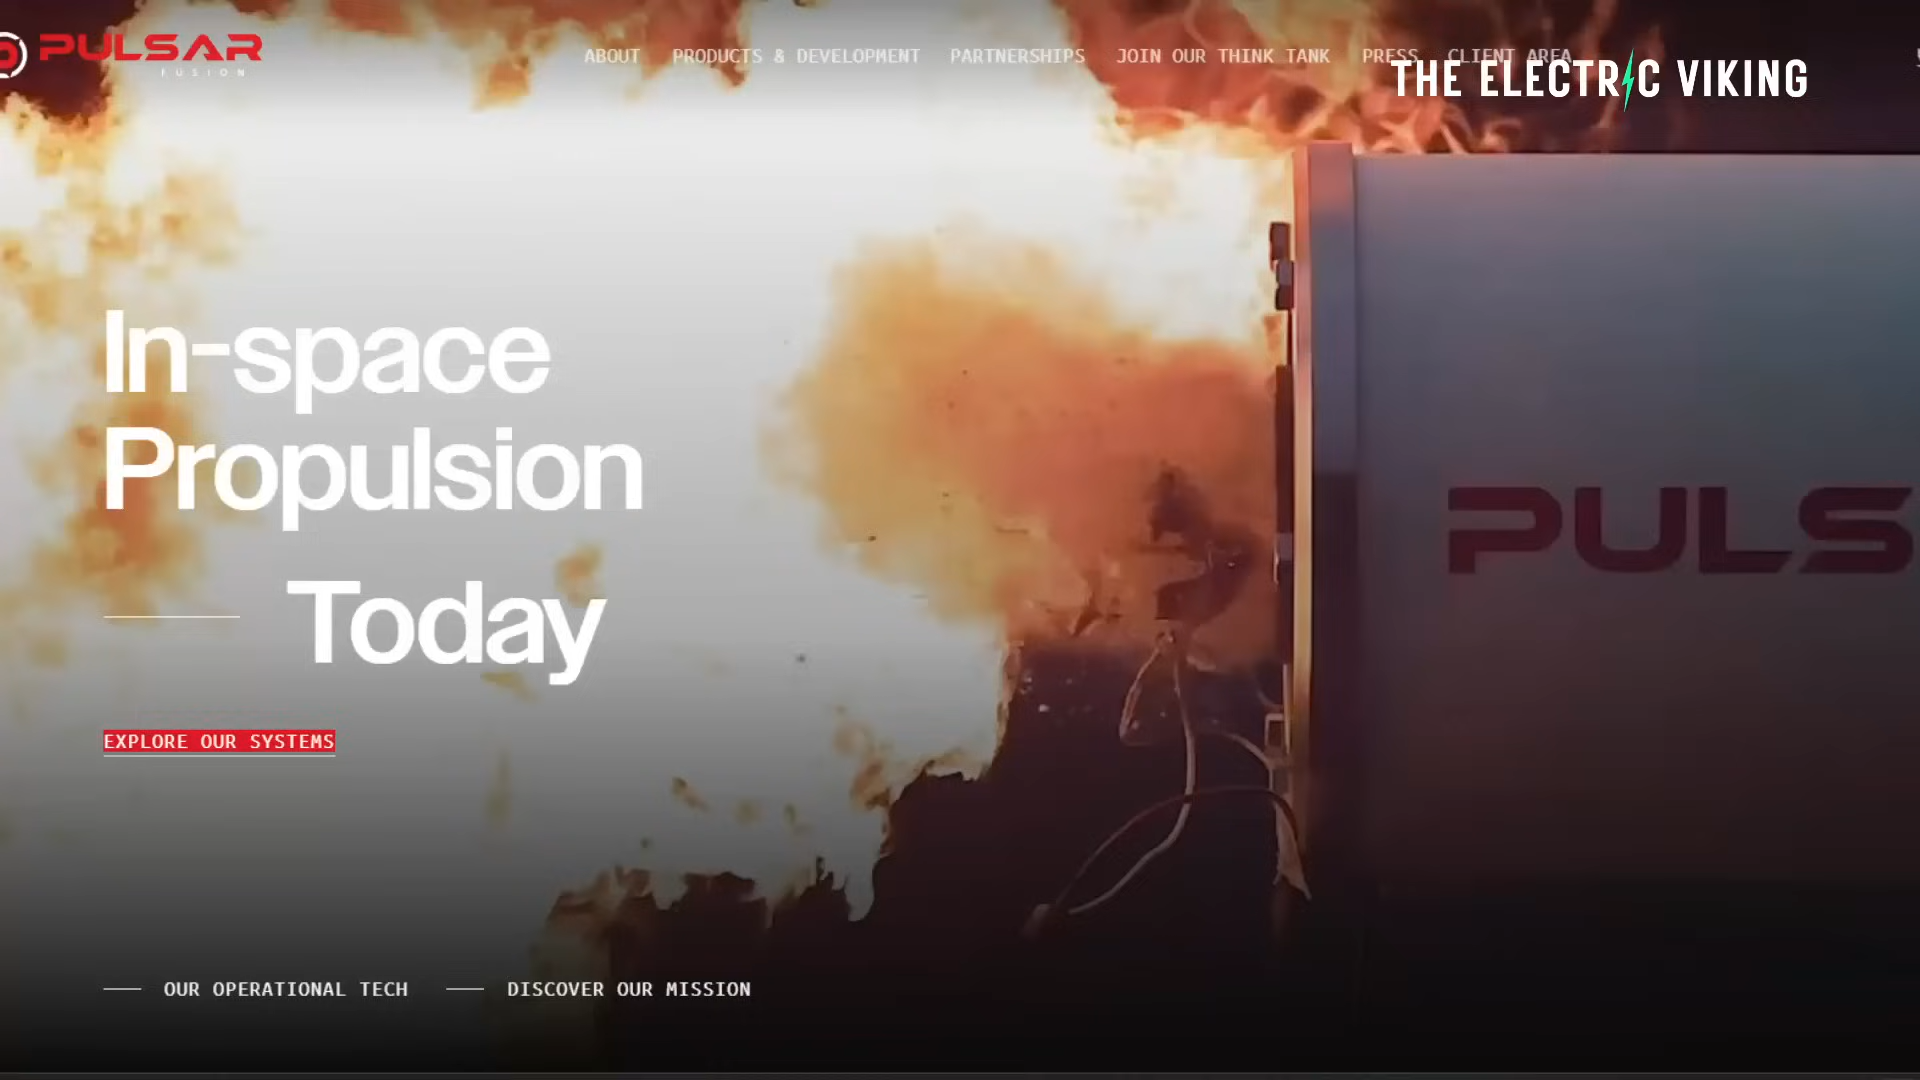 PULSAR
FUSION
ABOUT PRODUCTS & DEVELOPMENT PARTNERSHIPS JOIN OUR THINK TANK PRESS CLIENT AREA
THE ELECTRIC VIKING
In-space
Propulsion
Today
PULS
EXPLORE OUR SYSTEMS
OUR OPERATIONAL TECH DISCOVER OUR MISSION